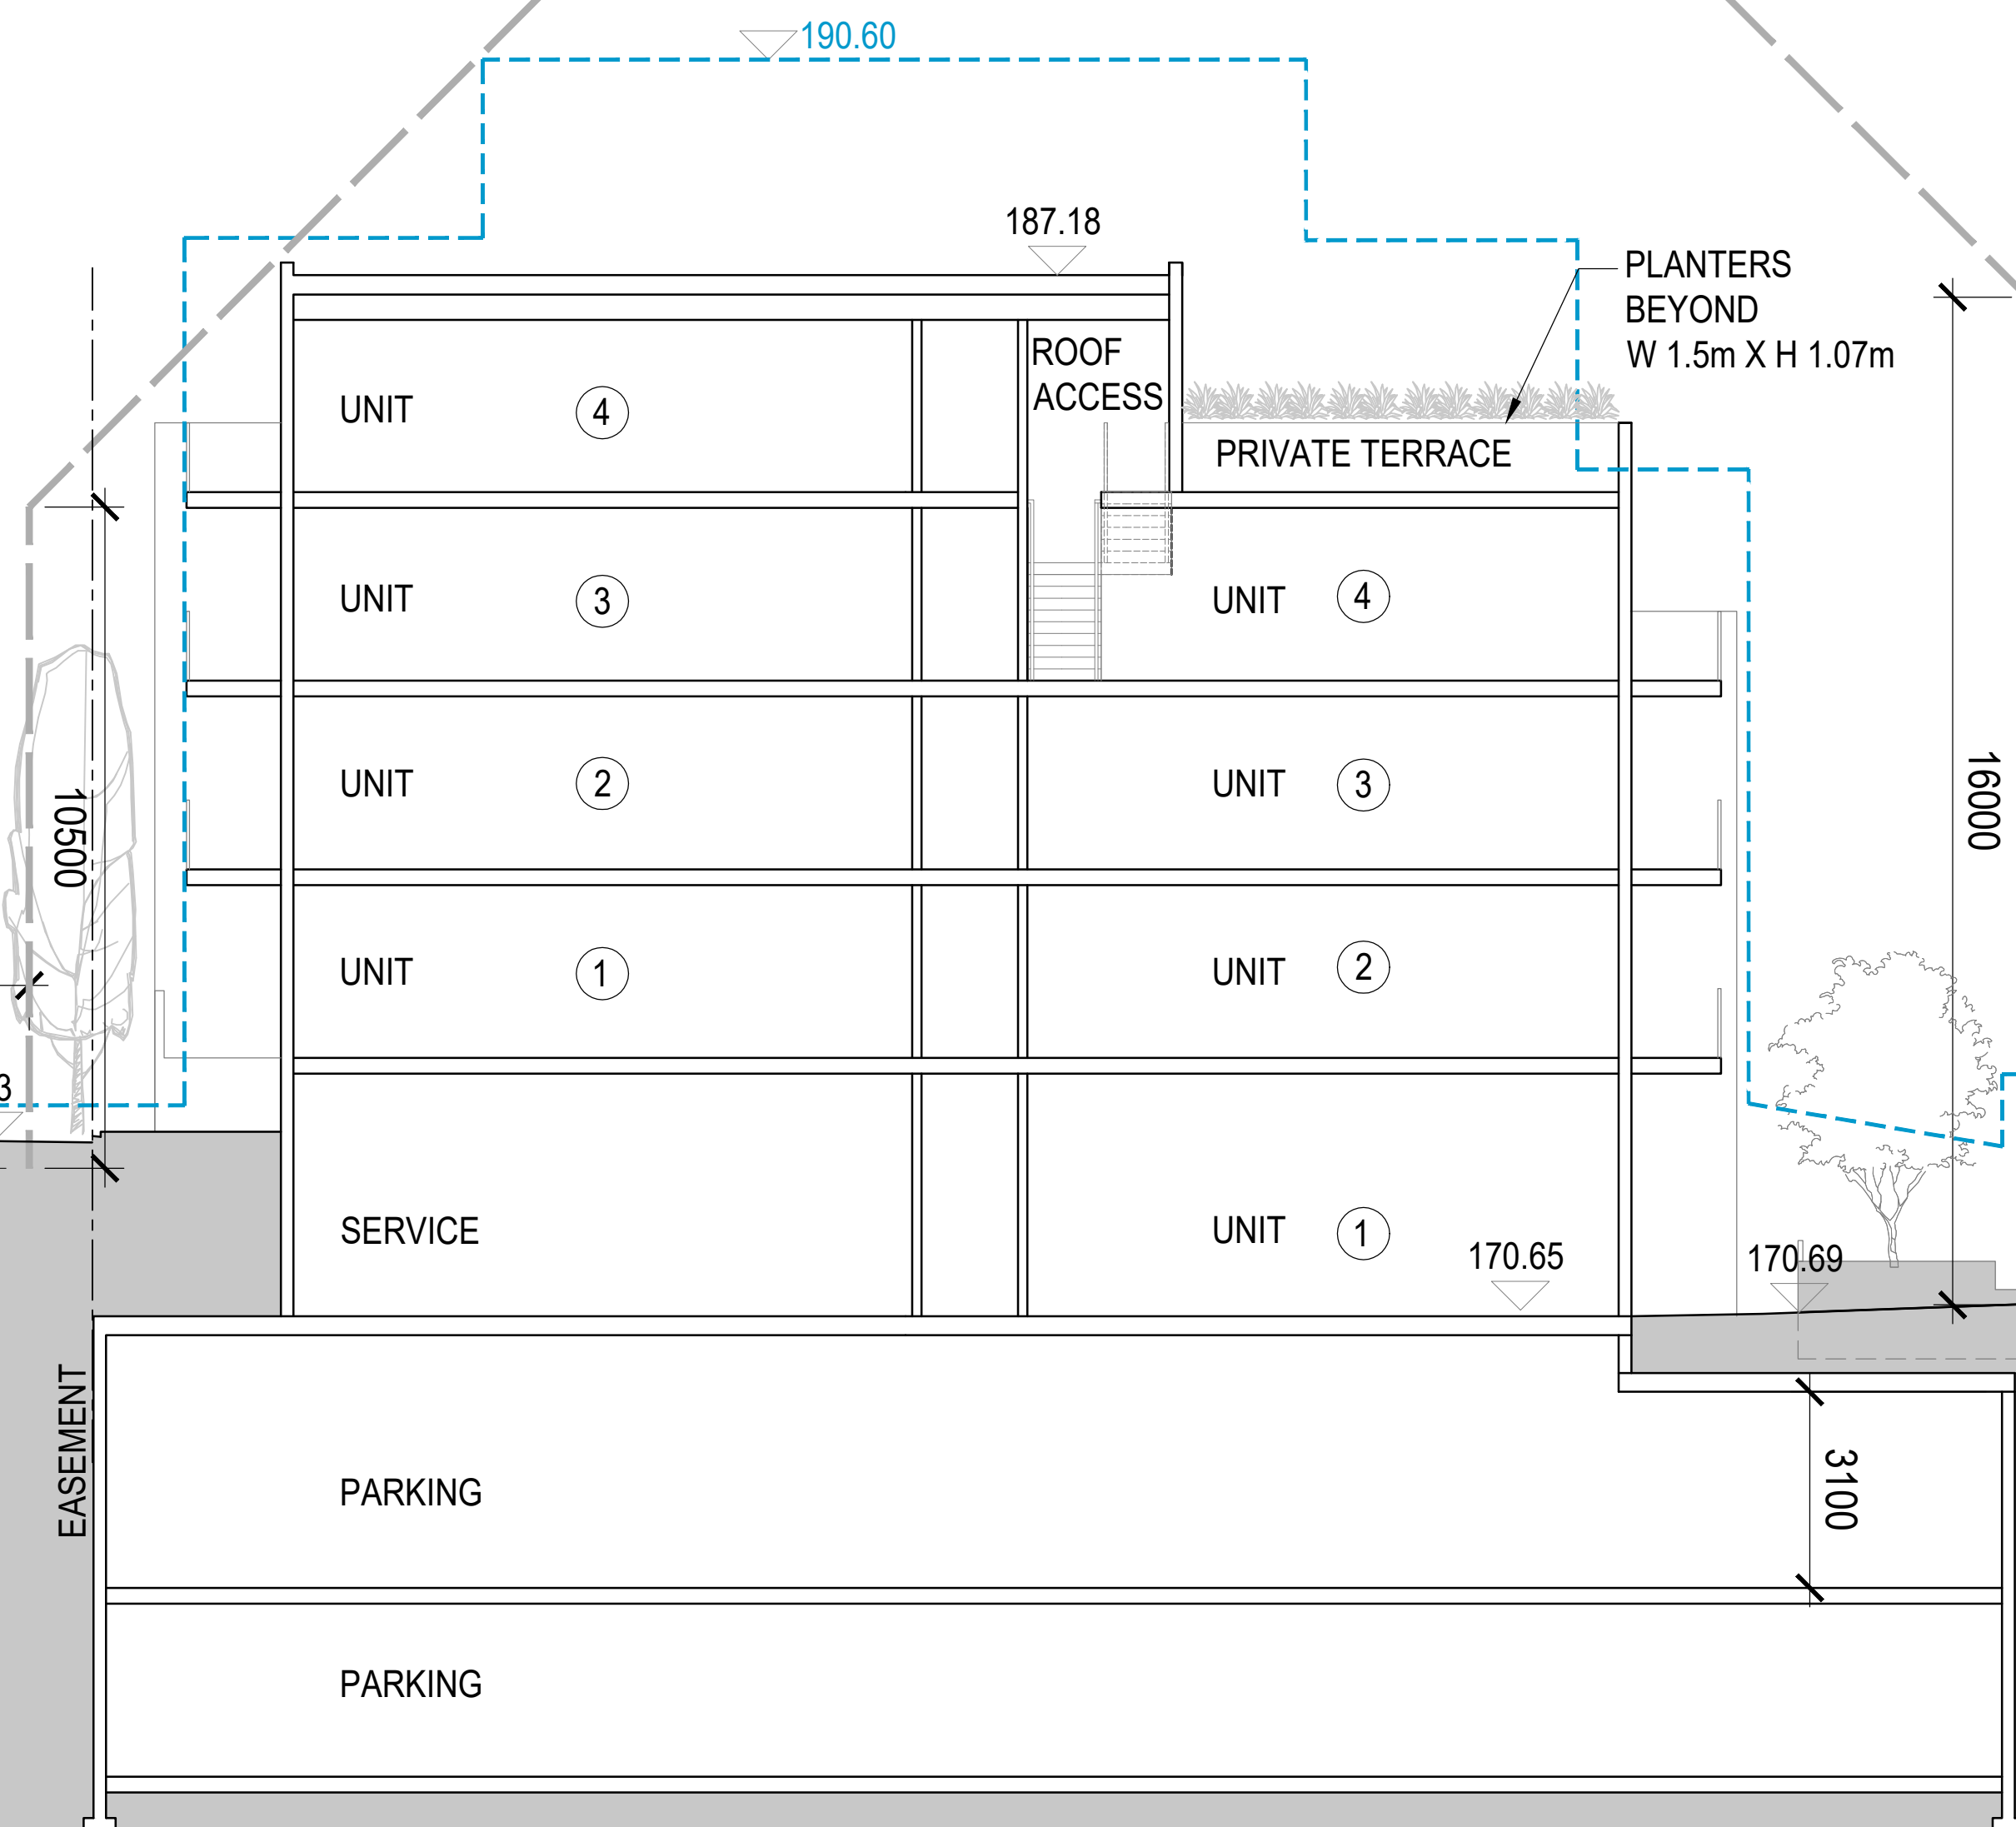 190.60
187.18
PLANTERS
BEYOND
W 1.5m X H 1.07m
ROOF
ACCESS
UNIT 4
PRIVATE TERRACE
UNIT 3
UNIT 4
10500
16000
UNIT 2
UNIT 3
UNIT 1
UNIT 2
3
SERVICE
UNIT 1
170.65
170.69
EASEMENT
PARKING
3100
PARKING